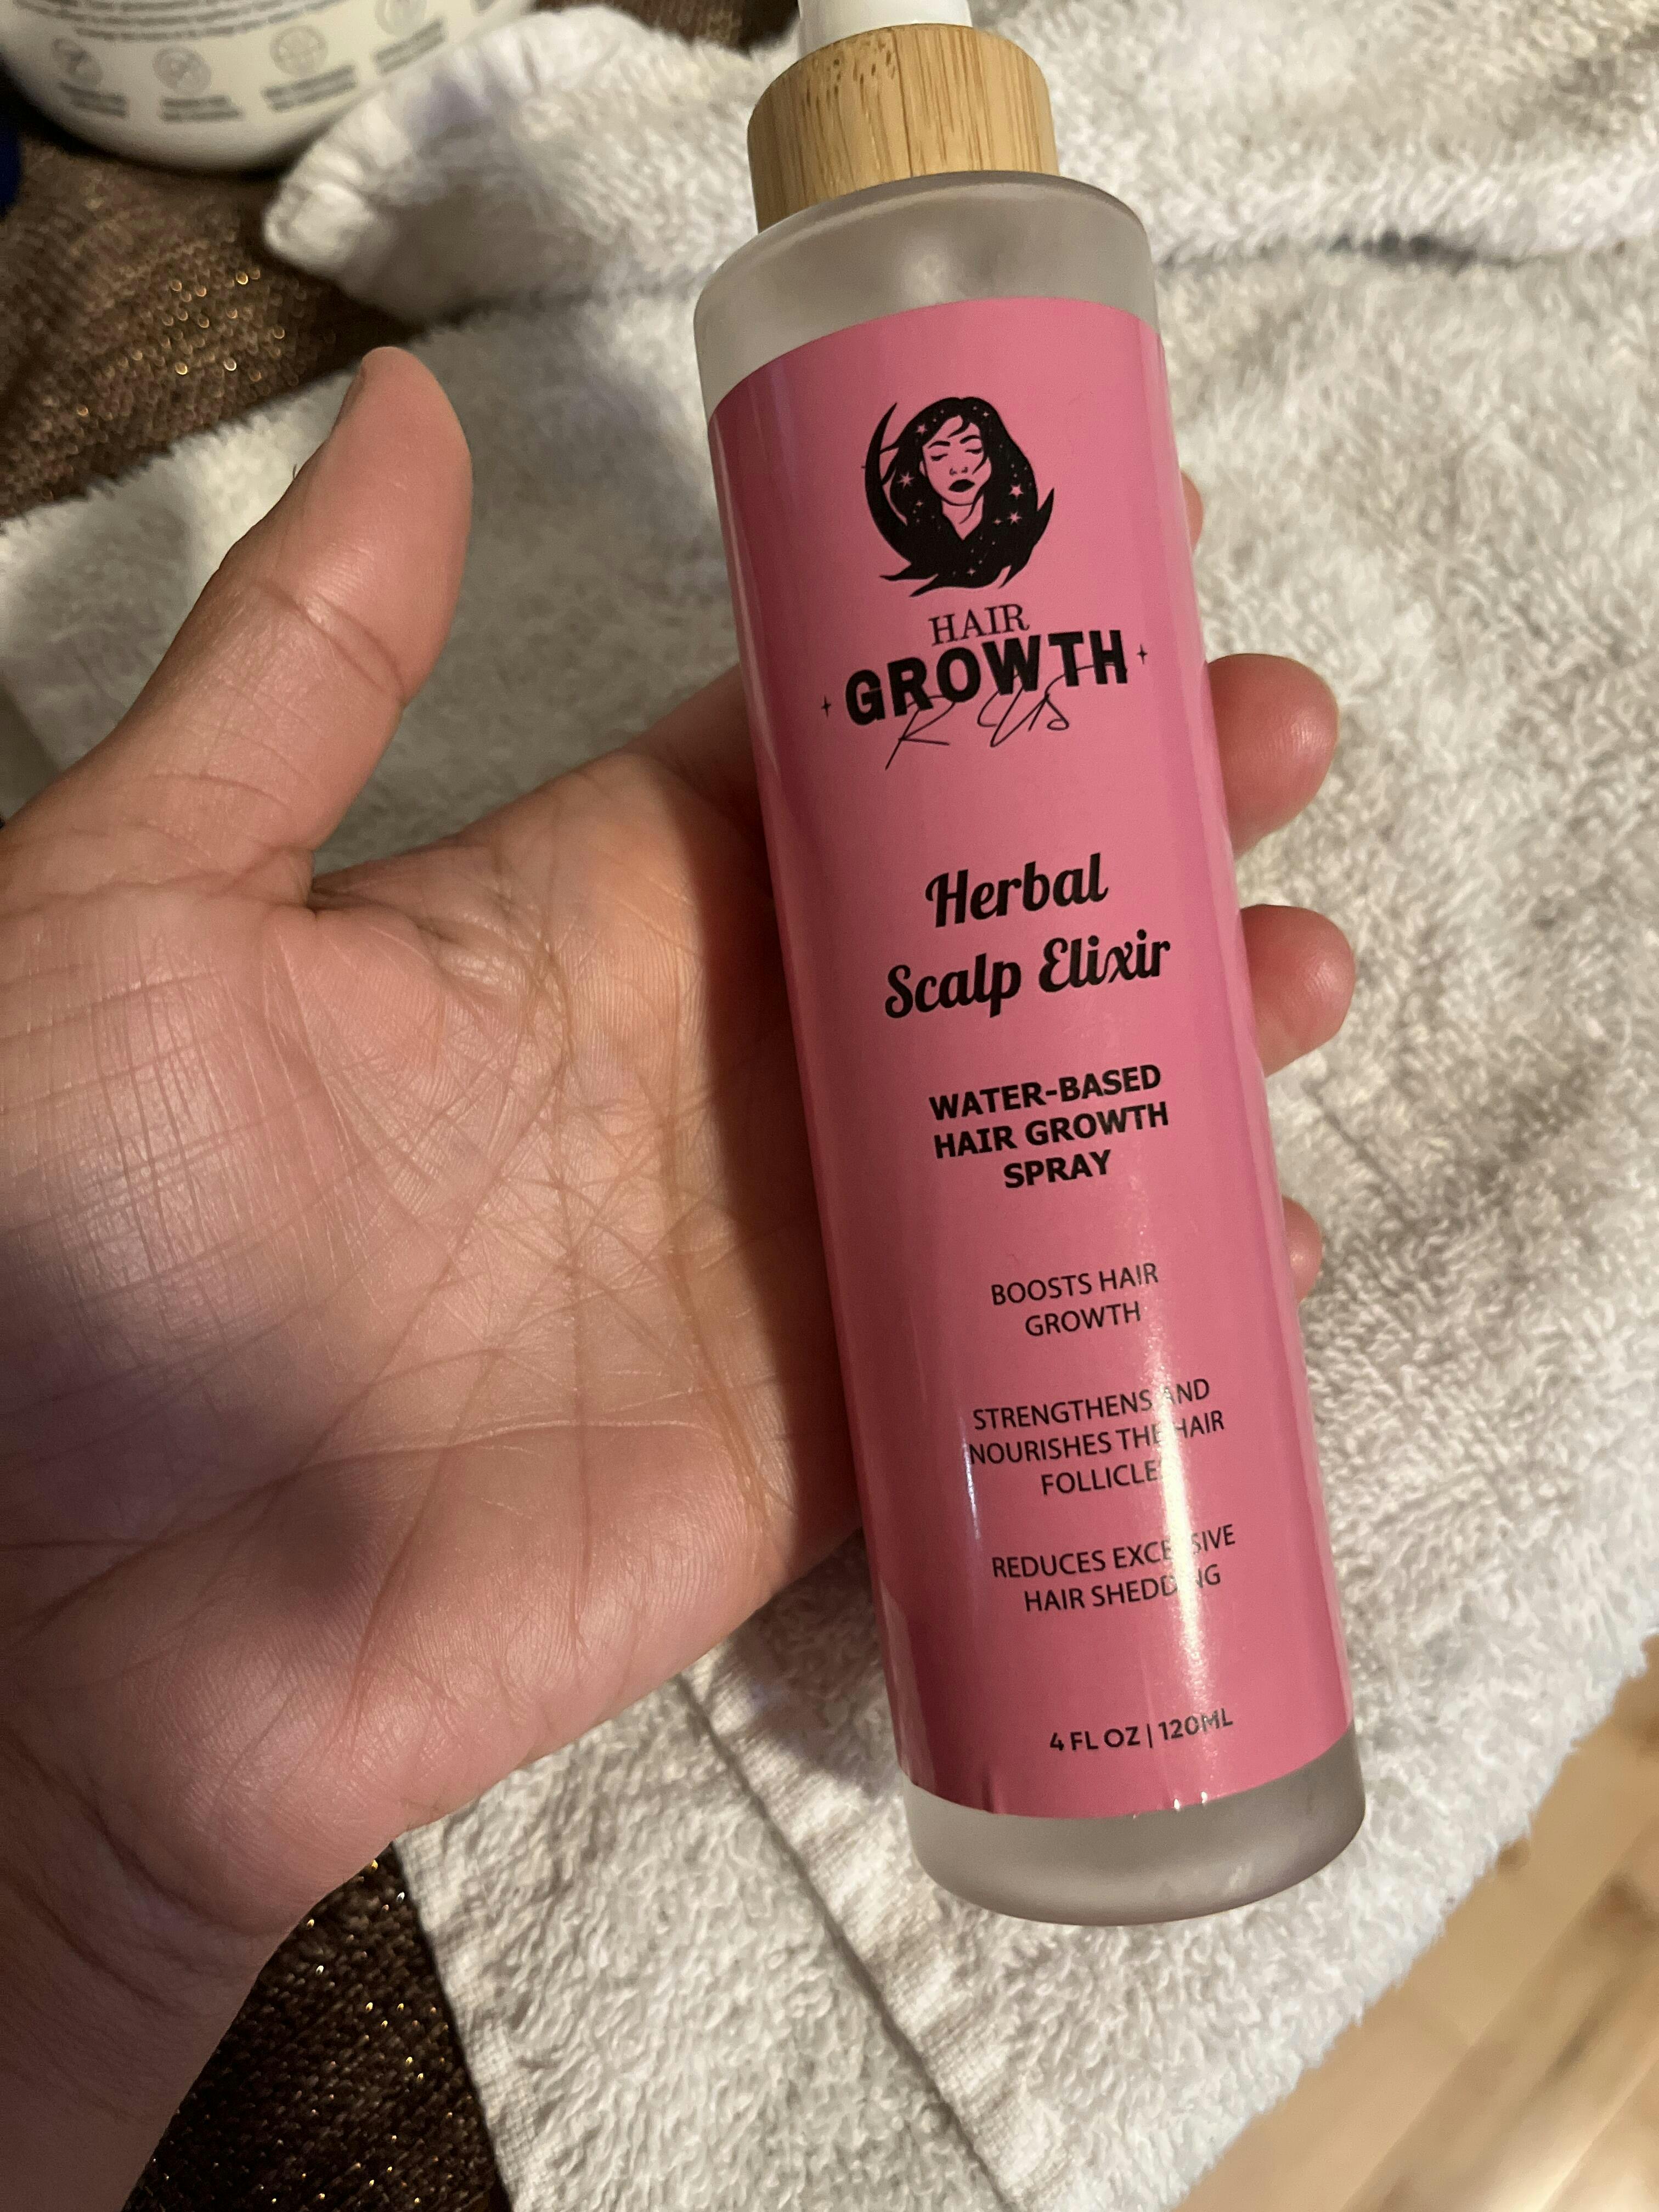 HAIR
GROWTH
R Us
Herbal
Scalp Elixir
WATER-BASED
HAIR GROWTH
SPRAY
BOOSTS HAIR
GROWTH
STRENGTHENS AND
NOURISHES THE HAIR
FOLLICLES
REDUCES EXCESSIVE
HAIR SHEDDING
4 FL OZ | 120ML